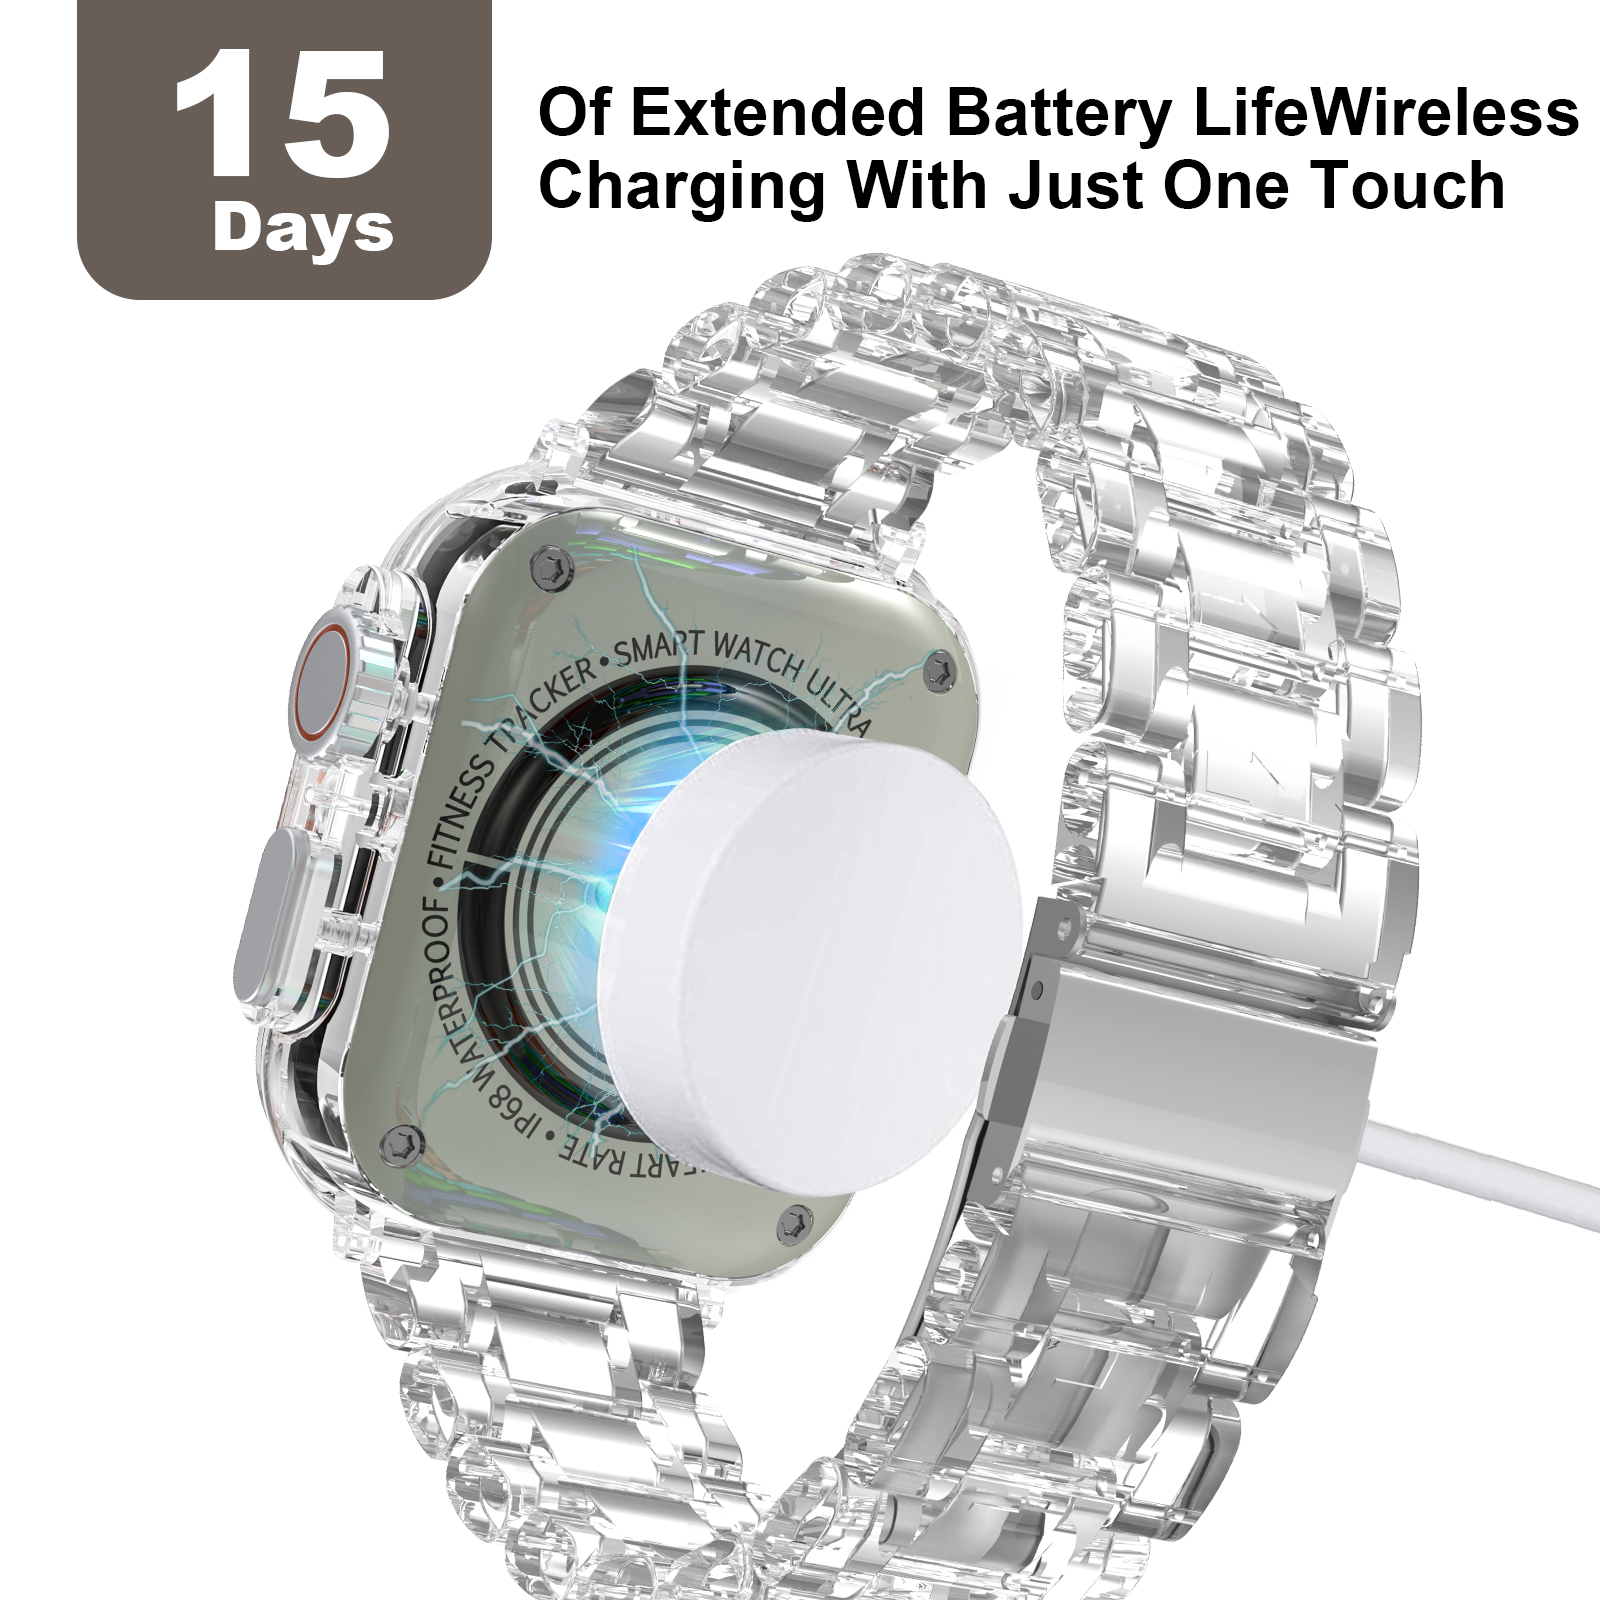 15
Days
Of Extended Battery LifeWireless
Charging With Just One Touch
IP68 WATERPROOF • FITNESS TRACKER • SMART WATCH ULTRA
RATE •